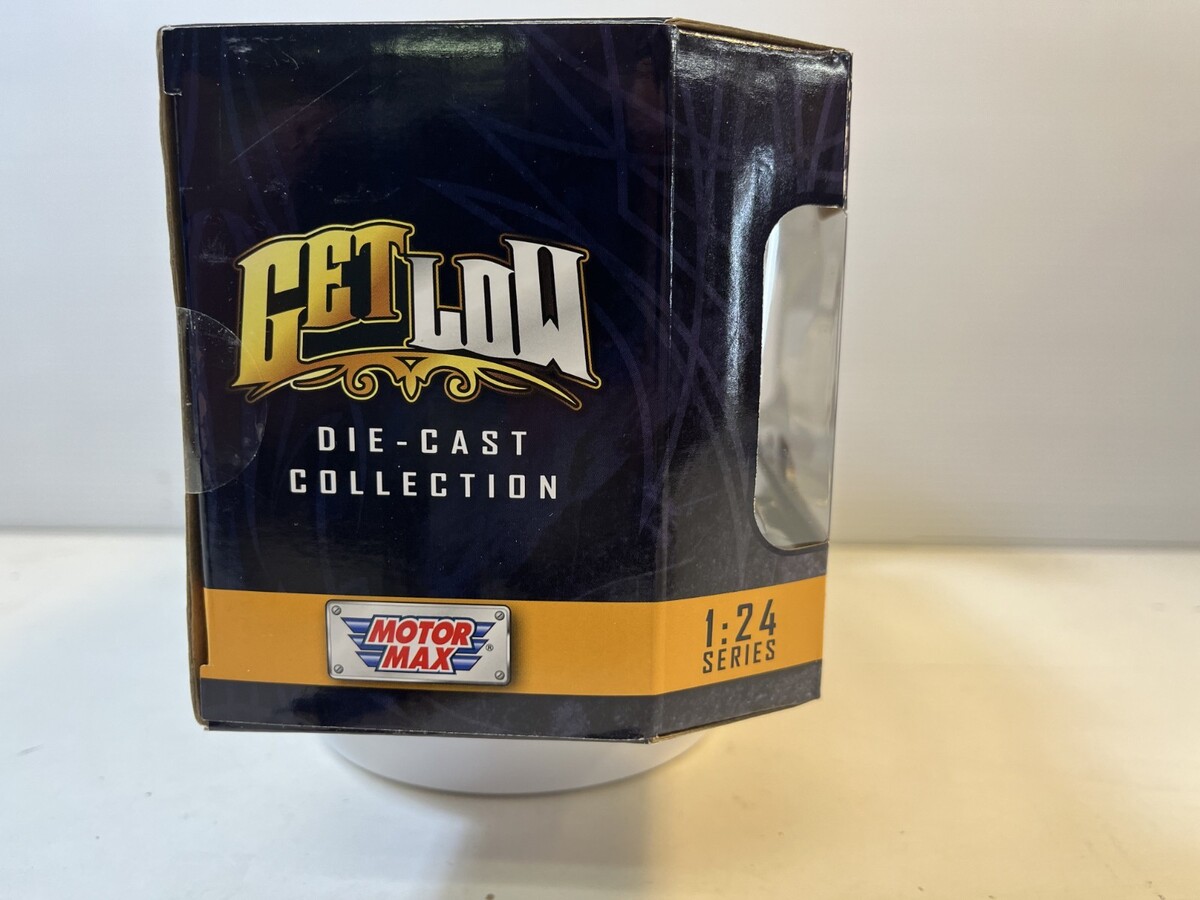 GET LOW
DIE-CAST
COLLECTION
MOTOR
MAX ®
1:24
SERIES